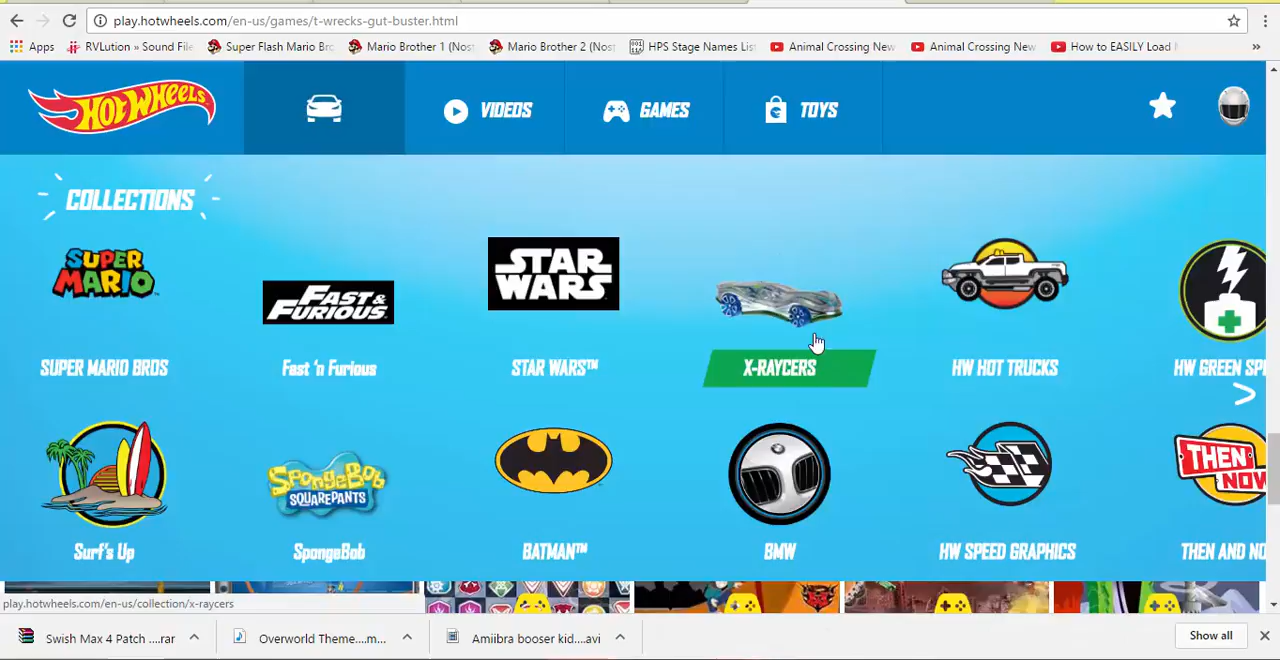 play.hotwheels.com/en-us/games/t-wrecks-gut-buster.html
Apps RVLution » Sound File Super Flash Mario Bro Mario Brother 1 (Nos Mario Brother 2 (Nos HPS Stage Names Lis Animal Crossing New Animal Crossing New How to EASILY Load »
HOT WHEELS VIDEOS GAMES TOYS
COLLECTIONS
SUPER MARIO
FAST & FURIOUS
STAR WARS
SUPER MARIO BROS Fast 'n Furious STAR WARS™ X-RAYCERS HW HOT TRUCKS HW GREEN SPE
>
SPONGEBOB SQUAREPANTS
THEN NOW
Surf's Up SpongeBob BATMAN™ BMW HW SPEED GRAPHICS THEN AND NO
play.hotwheels.com/en-us/collection/x-raycers
Swish Max 4 Patch ....rar Overworld Theme....m... Amiibra booser kid....avi Show all